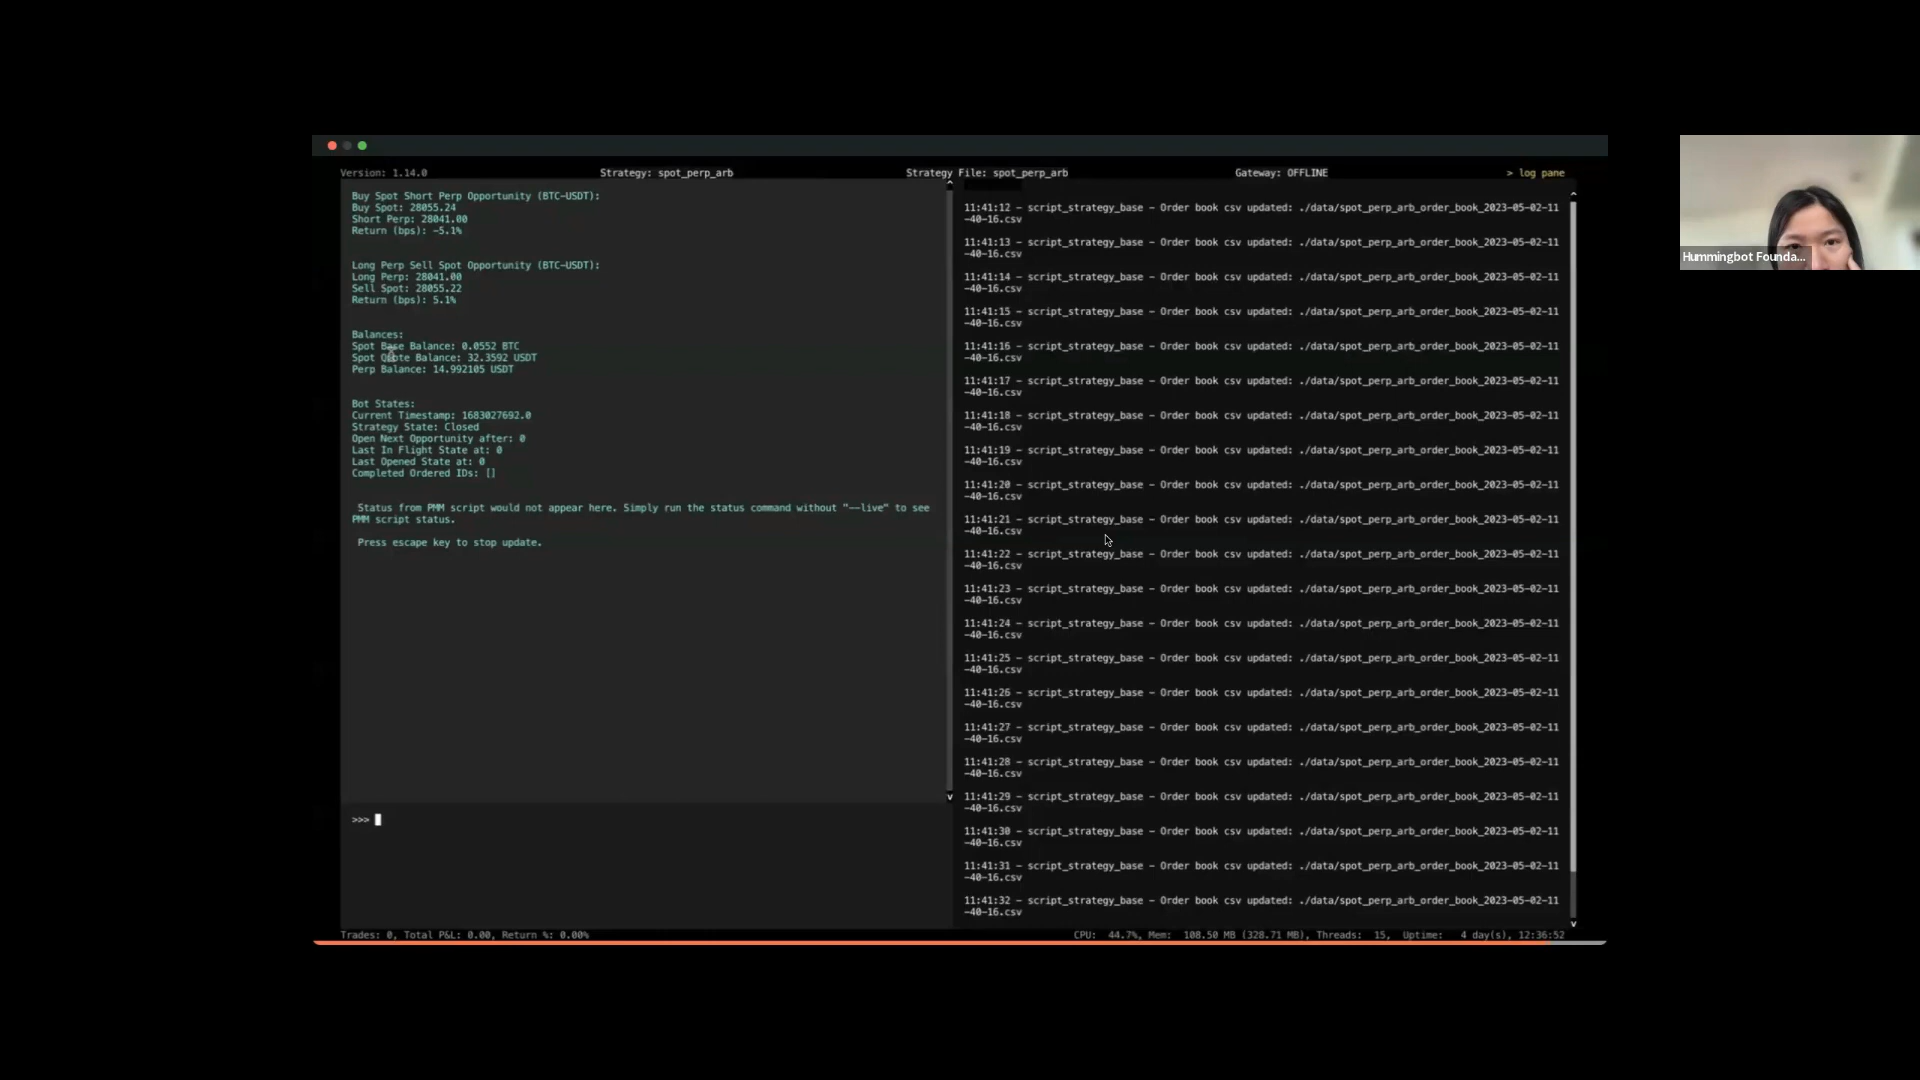 Version: 1.14.0
Strategy: spot_perp_arb
Strategy File: spot_perp_arb
Gateway: OFFLINE
> log pane
Buy Spot Short Perp Opportunity (BTC-USDT):
Buy Spot: 28055.24
Short Perp: 28041.00
Return (bps): -5.1%
Long Perp Sell Spot Opportunity (BTC-USDT):
Long Perp: 28041.00
Sell Spot: 28055.22
Return (bps): 5.1%
Balances:
Spot Base Balance: 0.0552 BTC
Spot Quote Balance: 32.3592 USDT
Perp Balance: 14.992105 USDT
Bot States:
Current Timestamp: 1683027692.0
Strategy State: Closed
Open Next Opportunity after: 0
Last In Flight State at: 0
Last Opened State at: 0
Completed Ordered IDs: []
Status from PMM script would not appear here. Simply run the status command without "--live" to see
PMM script status.
Press escape key to stop update.
>>>
11:41:12 - script_strategy_base - Order book csv updated: ./data/spot_perp_arb_order_book_2023-05-02-11
-40-16.csv
11:41:13 - script_strategy_base - Order book csv updated: ./data/spot_perp_arb_order_book_2023-05-02-11
-40-16.csv
11:41:14 - script_strategy_base - Order book csv updated: ./data/spot_perp_arb_order_book_2023-05-02-11
-40-16.csv
11:41:15 - script_strategy_base - Order book csv updated: ./data/spot_perp_arb_order_book_2023-05-02-11
-40-16.csv
11:41:16 - script_strategy_base - Order book csv updated: ./data/spot_perp_arb_order_book_2023-05-02-11
-40-16.csv
11:41:17 - script_strategy_base - Order book csv updated: ./data/spot_perp_arb_order_book_2023-05-02-11
-40-16.csv
11:41:18 - script_strategy_base - Order book csv updated: ./data/spot_perp_arb_order_book_2023-05-02-11
-40-16.csv
11:41:19 - script_strategy_base - Order book csv updated: ./data/spot_perp_arb_order_book_2023-05-02-11
-40-16.csv
11:41:20 - script_strategy_base - Order book csv updated: ./data/spot_perp_arb_order_book_2023-05-02-11
-40-16.csv
11:41:21 - script_strategy_base - Order book csv updated: ./data/spot_perp_arb_order_book_2023-05-02-11
-40-16.csv
11:41:22 - script_strategy_base - Order book csv updated: ./data/spot_perp_arb_order_book_2023-05-02-11
-40-16.csv
11:41:23 - script_strategy_base - Order book csv updated: ./data/spot_perp_arb_order_book_2023-05-02-11
-40-16.csv
11:41:24 - script_strategy_base - Order book csv updated: ./data/spot_perp_arb_order_book_2023-05-02-11
-40-16.csv
11:41:25 - script_strategy_base - Order book csv updated: ./data/spot_perp_arb_order_book_2023-05-02-11
-40-16.csv
11:41:26 - script_strategy_base - Order book csv updated: ./data/spot_perp_arb_order_book_2023-05-02-11
-40-16.csv
11:41:27 - script_strategy_base - Order book csv updated: ./data/spot_perp_arb_order_book_2023-05-02-11
-40-16.csv
11:41:28 - script_strategy_base - Order book csv updated: ./data/spot_perp_arb_order_book_2023-05-02-11
-40-16.csv
11:41:29 - script_strategy_base - Order book csv updated: ./data/spot_perp_arb_order_book_2023-05-02-11
-40-16.csv
11:41:30 - script_strategy_base - Order book csv updated: ./data/spot_perp_arb_order_book_2023-05-02-11
-40-16.csv
11:41:31 - script_strategy_base - Order book csv updated: ./data/spot_perp_arb_order_book_2023-05-02-11
-40-16.csv
11:41:32 - script_strategy_base - Order book csv updated: ./data/spot_perp_arb_order_book_2023-05-02-11
-40-16.csv
Trades: 0, Total P&L: 0.00, Return %: 0.00%
CPU: 44.7%, Mem: 108.50 MB (328.71 MB), Threads: 15, Uptime: 4 day(s), 12:36:52
Hummingbot Founda...